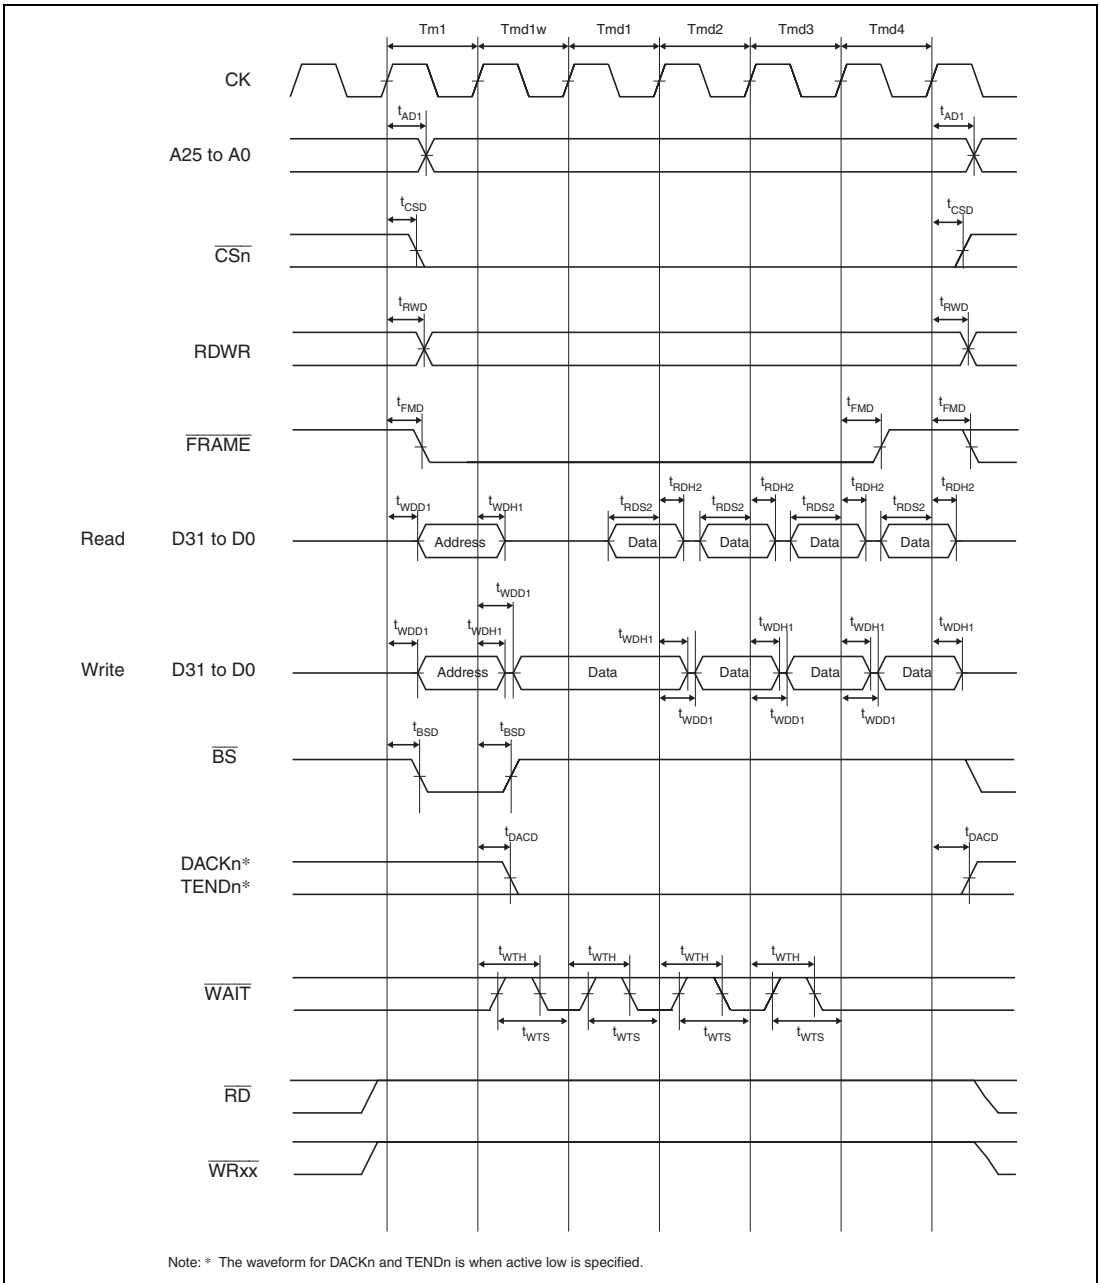 Tm1 Tmd1w Tmd1 Tmd2 Tmd3 Tmd4
CK
tAD1 tAD1
A25 to A0
tCSD tCSD
CSn
tRWD tRWD
RDWR
tFMD tFMD tFMD
FRAME
tRDH2 tRDH2 tRDH2 tRDH2
tWDD1 tWDH1 tRDS2 tRDS2 tRDS2 tRDS2
Read D31 to D0 Address Data Data Data Data
tWDD1
tWDD1 tWDH1 tWDH1 tWDH1 tWDH1 tWDH1
Write D31 to D0 Address Data Data Data Data
tWDD1 tWDD1 tWDD1
tBSD tBSD
BS
tDACD tDACD
DACKn*
TENDn*
tWTH tWTH tWTH tWTH
WAIT
tWTS tWTS tWTS tWTS
RD
WRxx
Note: * The waveform for DACKn and TENDn is when active low is specified.